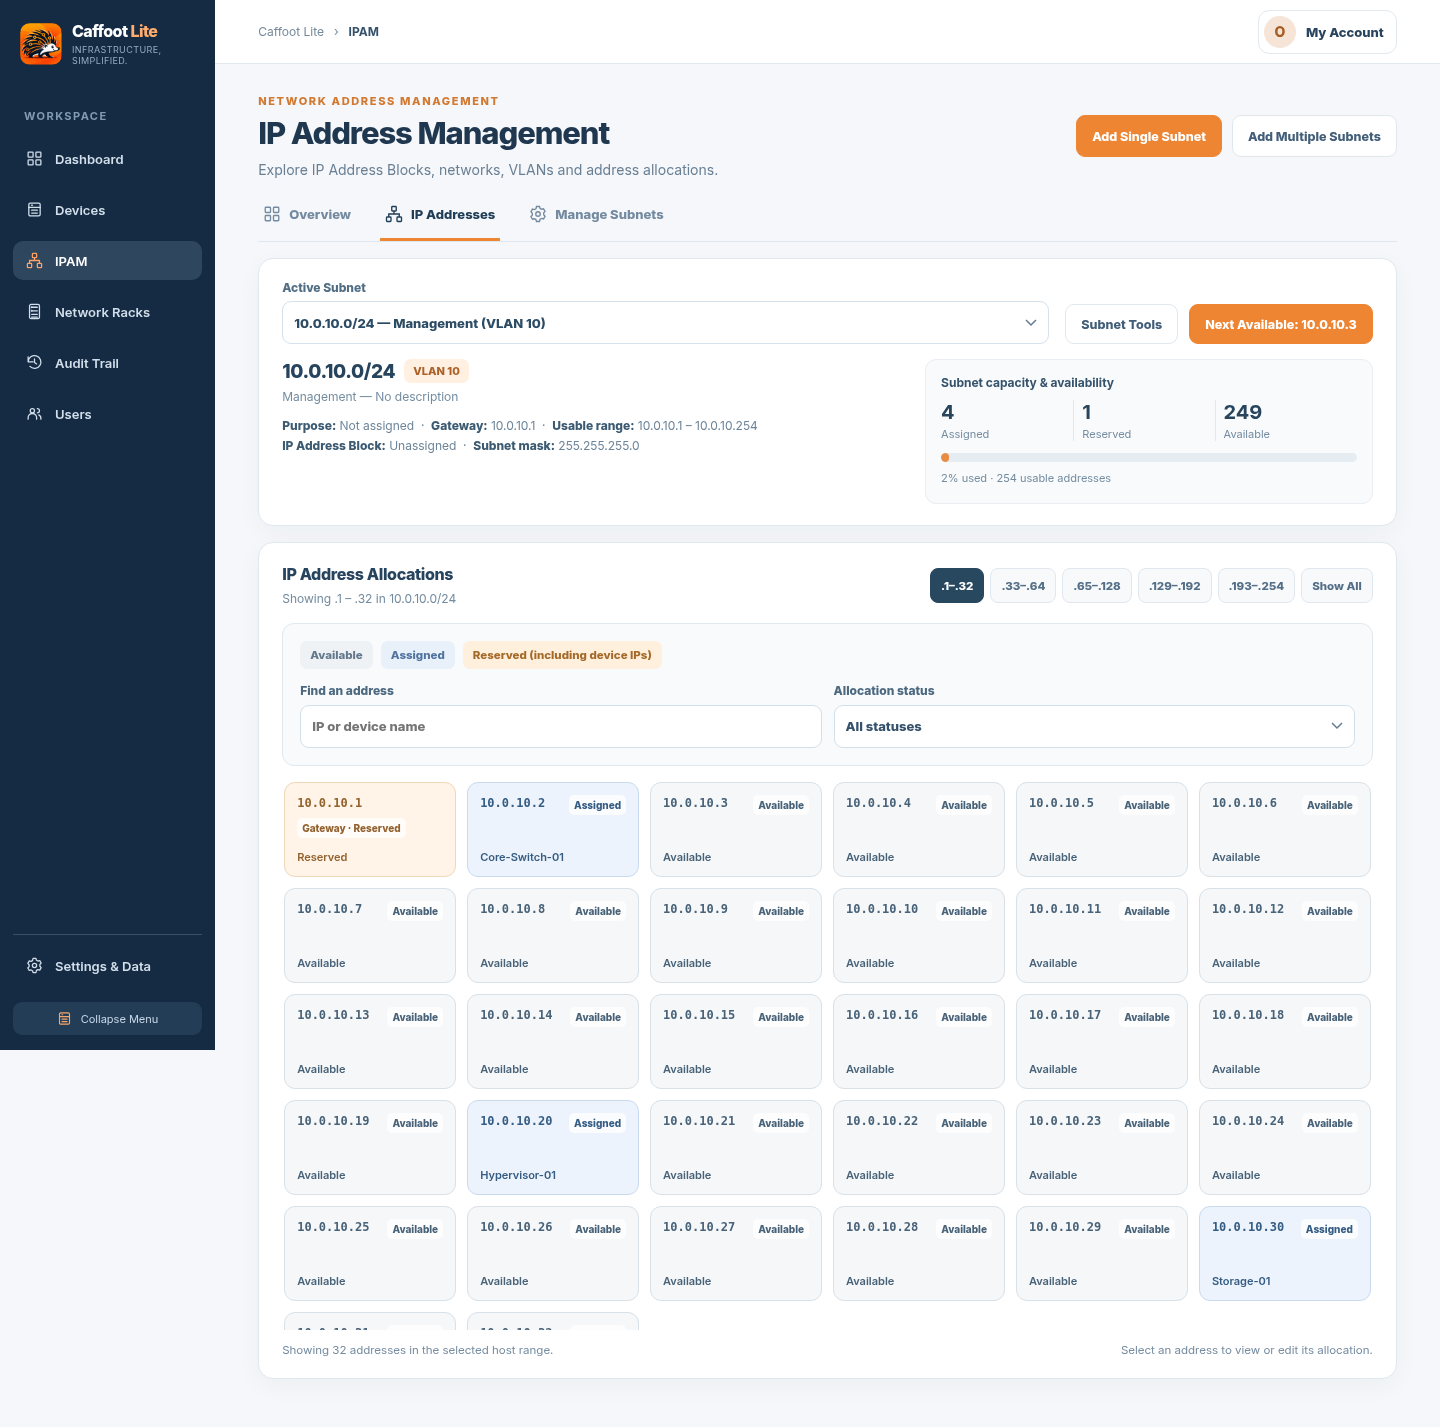 Caffoot Lite
INFRASTRUCTURE,
SIMPLIFIED.
WORKSPACE
Dashboard
Devices
IPAM
Network Racks
Audit Trail
Users
Settings & Data
Collapse Menu
Caffoot Lite › IPAM
O My Account
NETWORK ADDRESS MANAGEMENT
IP Address Management
Explore IP Address Blocks, networks, VLANs and address allocations.
Add Single Subnet Add Multiple Subnets
Overview IP Addresses Manage Subnets
Active Subnet
10.0.10.0/24 — Management (VLAN 10)
Subnet Tools Next Available: 10.0.10.3
10.0.10.0/24 VLAN 10
Management — No description
Purpose: Not assigned · Gateway: 10.0.10.1 · Usable range: 10.0.10.1 – 10.0.10.254
IP Address Block: Unassigned · Subnet mask: 255.255.255.0
Subnet capacity & availability
4 1 249
Assigned Reserved Available
2% used · 254 usable addresses
IP Address Allocations
Showing .1 – .32 in 10.0.10.0/24
.1–.32 .33–.64 .65–.128 .129–.192 .193–.254 Show All
Available Assigned Reserved (including device IPs)
Find an address Allocation status
IP or device name All statuses
10.0.10.1 10.0.10.2 Assigned 10.0.10.3 Available 10.0.10.4 Available 10.0.10.5 Available 10.0.10.6 Available
Gateway · Reserved
Reserved Core-Switch-01 Available Available Available Available
10.0.10.7 Available 10.0.10.8 Available 10.0.10.9 Available 10.0.10.10 Available 10.0.10.11 Available 10.0.10.12 Available
Available Available Available Available Available Available
10.0.10.13 Available 10.0.10.14 Available 10.0.10.15 Available 10.0.10.16 Available 10.0.10.17 Available 10.0.10.18 Available
Available Available Available Available Available Available
10.0.10.19 Available 10.0.10.20 Assigned 10.0.10.21 Available 10.0.10.22 Available 10.0.10.23 Available 10.0.10.24 Available
Available Hypervisor-01 Available Available Available Available
10.0.10.25 Available 10.0.10.26 Available 10.0.10.27 Available 10.0.10.28 Available 10.0.10.29 Available 10.0.10.30 Assigned
Available Available Available Available Available Storage-01
Showing 32 addresses in the selected host range.
Select an address to view or edit its allocation.